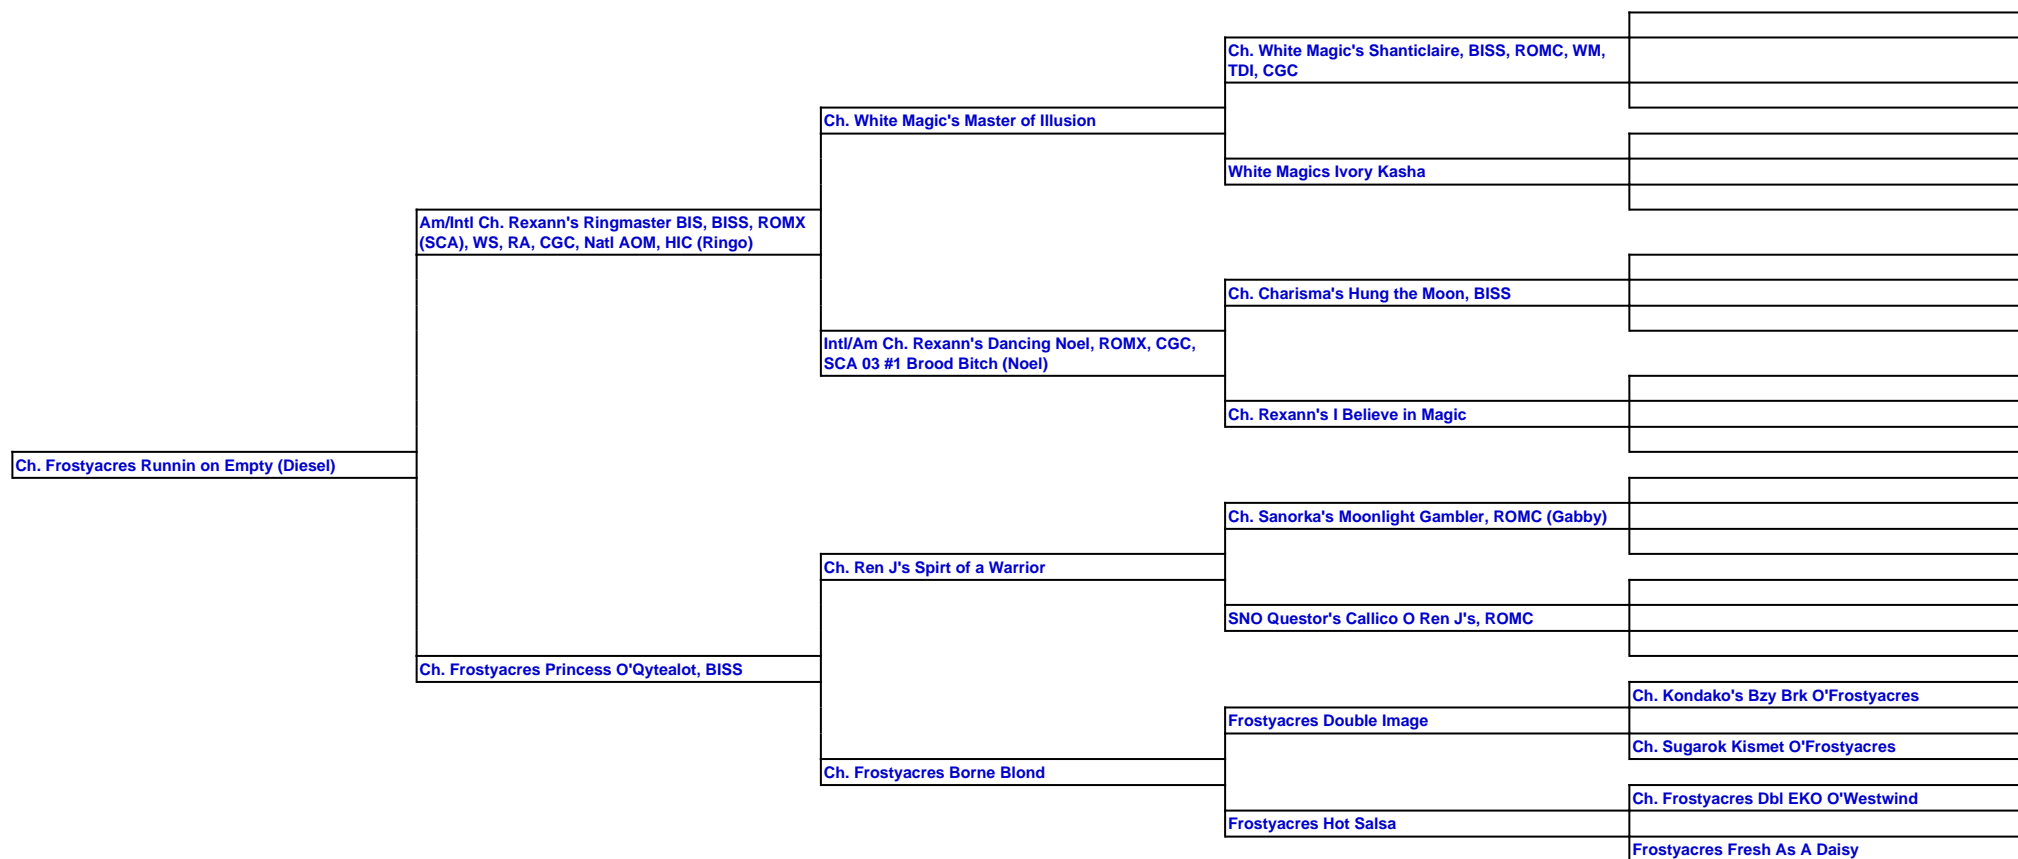 Ch. White Magic's Shanticlaire, BISS, ROMC, WM,
TDI, CGC
Ch. White Magic's Master of Illusion
White Magics Ivory Kasha
Am/Intl Ch. Rexann's Ringmaster BIS, BISS, ROMX
(SCA), WS, RA, CGC, Natl AOM, HIC (Ringo)
Ch. Charisma's Hung the Moon, BISS
Intl/Am Ch. Rexann's Dancing Noel, ROMX, CGC,
SCA 03 #1 Brood Bitch (Noel)
Ch. Rexann's I Believe in Magic
Ch. Frostyacres Runnin on Empty (Diesel)
Ch. Sanorka's Moonlight Gambler, ROMC (Gabby)
Ch. Ren J's Spirt of a Warrior
SNO Questor's Callico O Ren J's, ROMC
Ch. Frostyacres Princess O'Qytealot, BISS
Ch. Kondako's Bzy Brk O'Frostyacres
Frostyacres Double Image
Ch. Sugarok Kismet O'Frostyacres
Ch. Frostyacres Borne Blond
Ch. Frostyacres Dbl EKO O'Westwind
Frostyacres Hot Salsa
Frostyacres Fresh As A Daisy